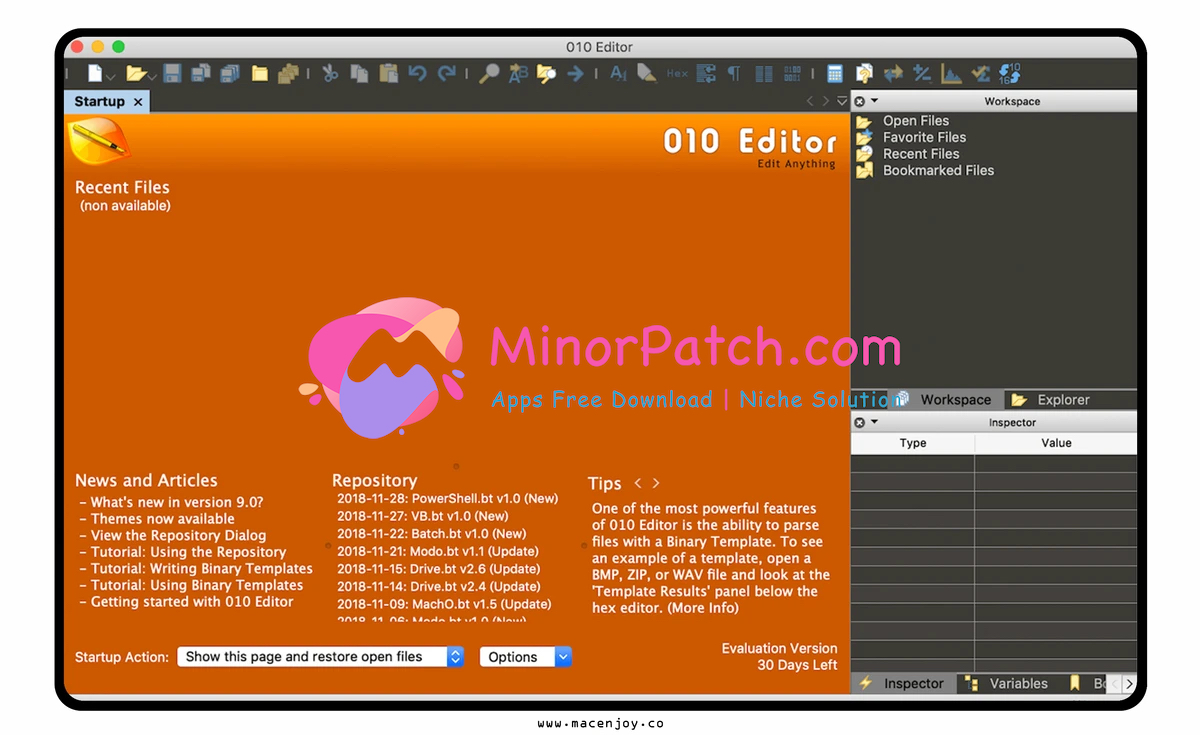 010 Editor
Hex
Startup
010 Editor
Edit Anything
Recent Files
(non available)
Workspace
Open Files
Favorite Files
Recent Files
Bookmarked Files
MinorPatch.com
Apps Free Download | Niche Solution
Workspace
Explorer
Inspector
Type
Value
News and Articles
– What's new in version 9.0?
– Themes now available
– View the Repository Dialog
– Tutorial: Using the Repository
– Tutorial: Writing Binary Templates
– Tutorial: Using Binary Templates
– Getting started with 010 Editor
Repository
2018-11-28: PowerShell.bt v1.0 (New)
2018-11-27: VB.bt v1.0 (New)
2018-11-22: Batch.bt v1.0 (New)
2018-11-21: Modo.bt v1.1 (Update)
2018-11-15: Drive.bt v2.6 (Update)
2018-11-14: Drive.bt v2.4 (Update)
2018-11-09: MachO.bt v1.5 (Update)
2018-11-06: Modo.bt v1.0 (New)
Tips
One of the most powerful features
of 010 Editor is the ability to parse
files with a Binary Template. To see
an example of a template, open a
BMP, ZIP, or WAV file and look at the
'Template Results' panel below the
hex editor. (More Info)
Startup Action:
Show this page and restore open files
Options
Evaluation Version
30 Days Left
Inspector
Variables
www.macenjoy.co